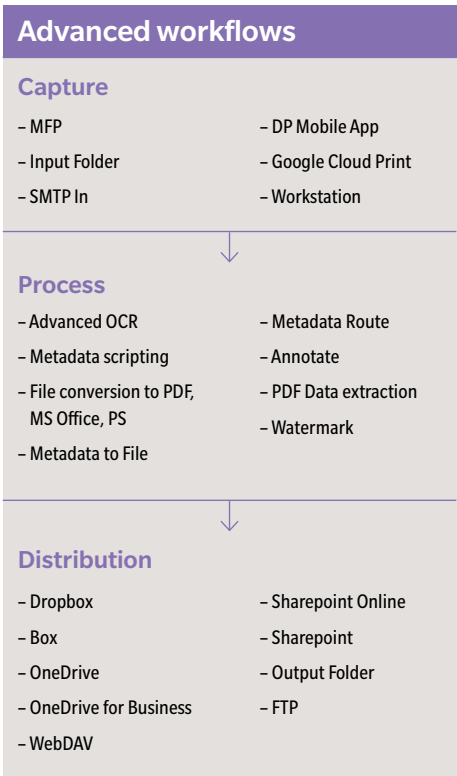 Advanced workflows
Capture
– MFP
– Input Folder
– SMTP In
– DP Mobile App
– Google Cloud Print
– Workstation
Process
– Advanced OCR
– Metadata scripting
– File conversion to PDF,
MS Office, PS
– Metadata to File
– Metadata Route
– Annotate
– PDF Data extraction
– Watermark
Distribution
– Dropbox
– Box
– OneDrive
– OneDrive for Business
– WebDAV
– Sharepoint Online
– Sharepoint
– Output Folder
– FTP